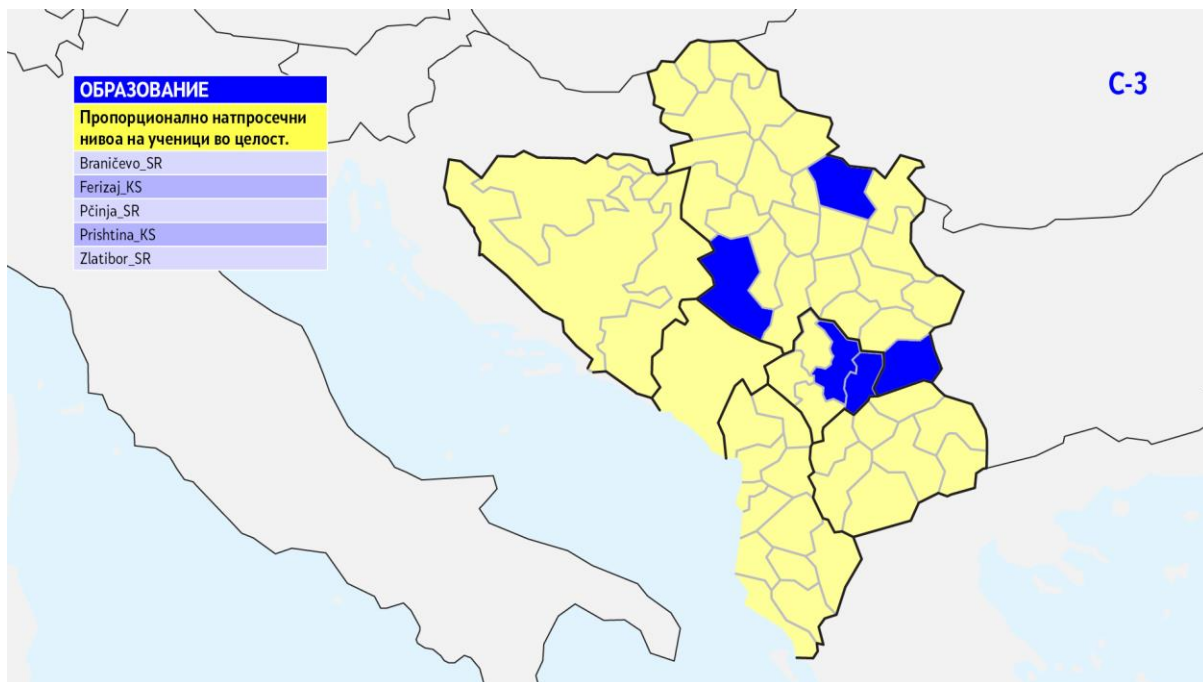 ОБРАЗОВАНИЕ
Пропорционално натпросечни
нивоа на ученици во целост.
Braničevo_SR
Ferizaj_KS
Pčinja_SR
Prishtina_KS
Zlatibor_SR
C-3